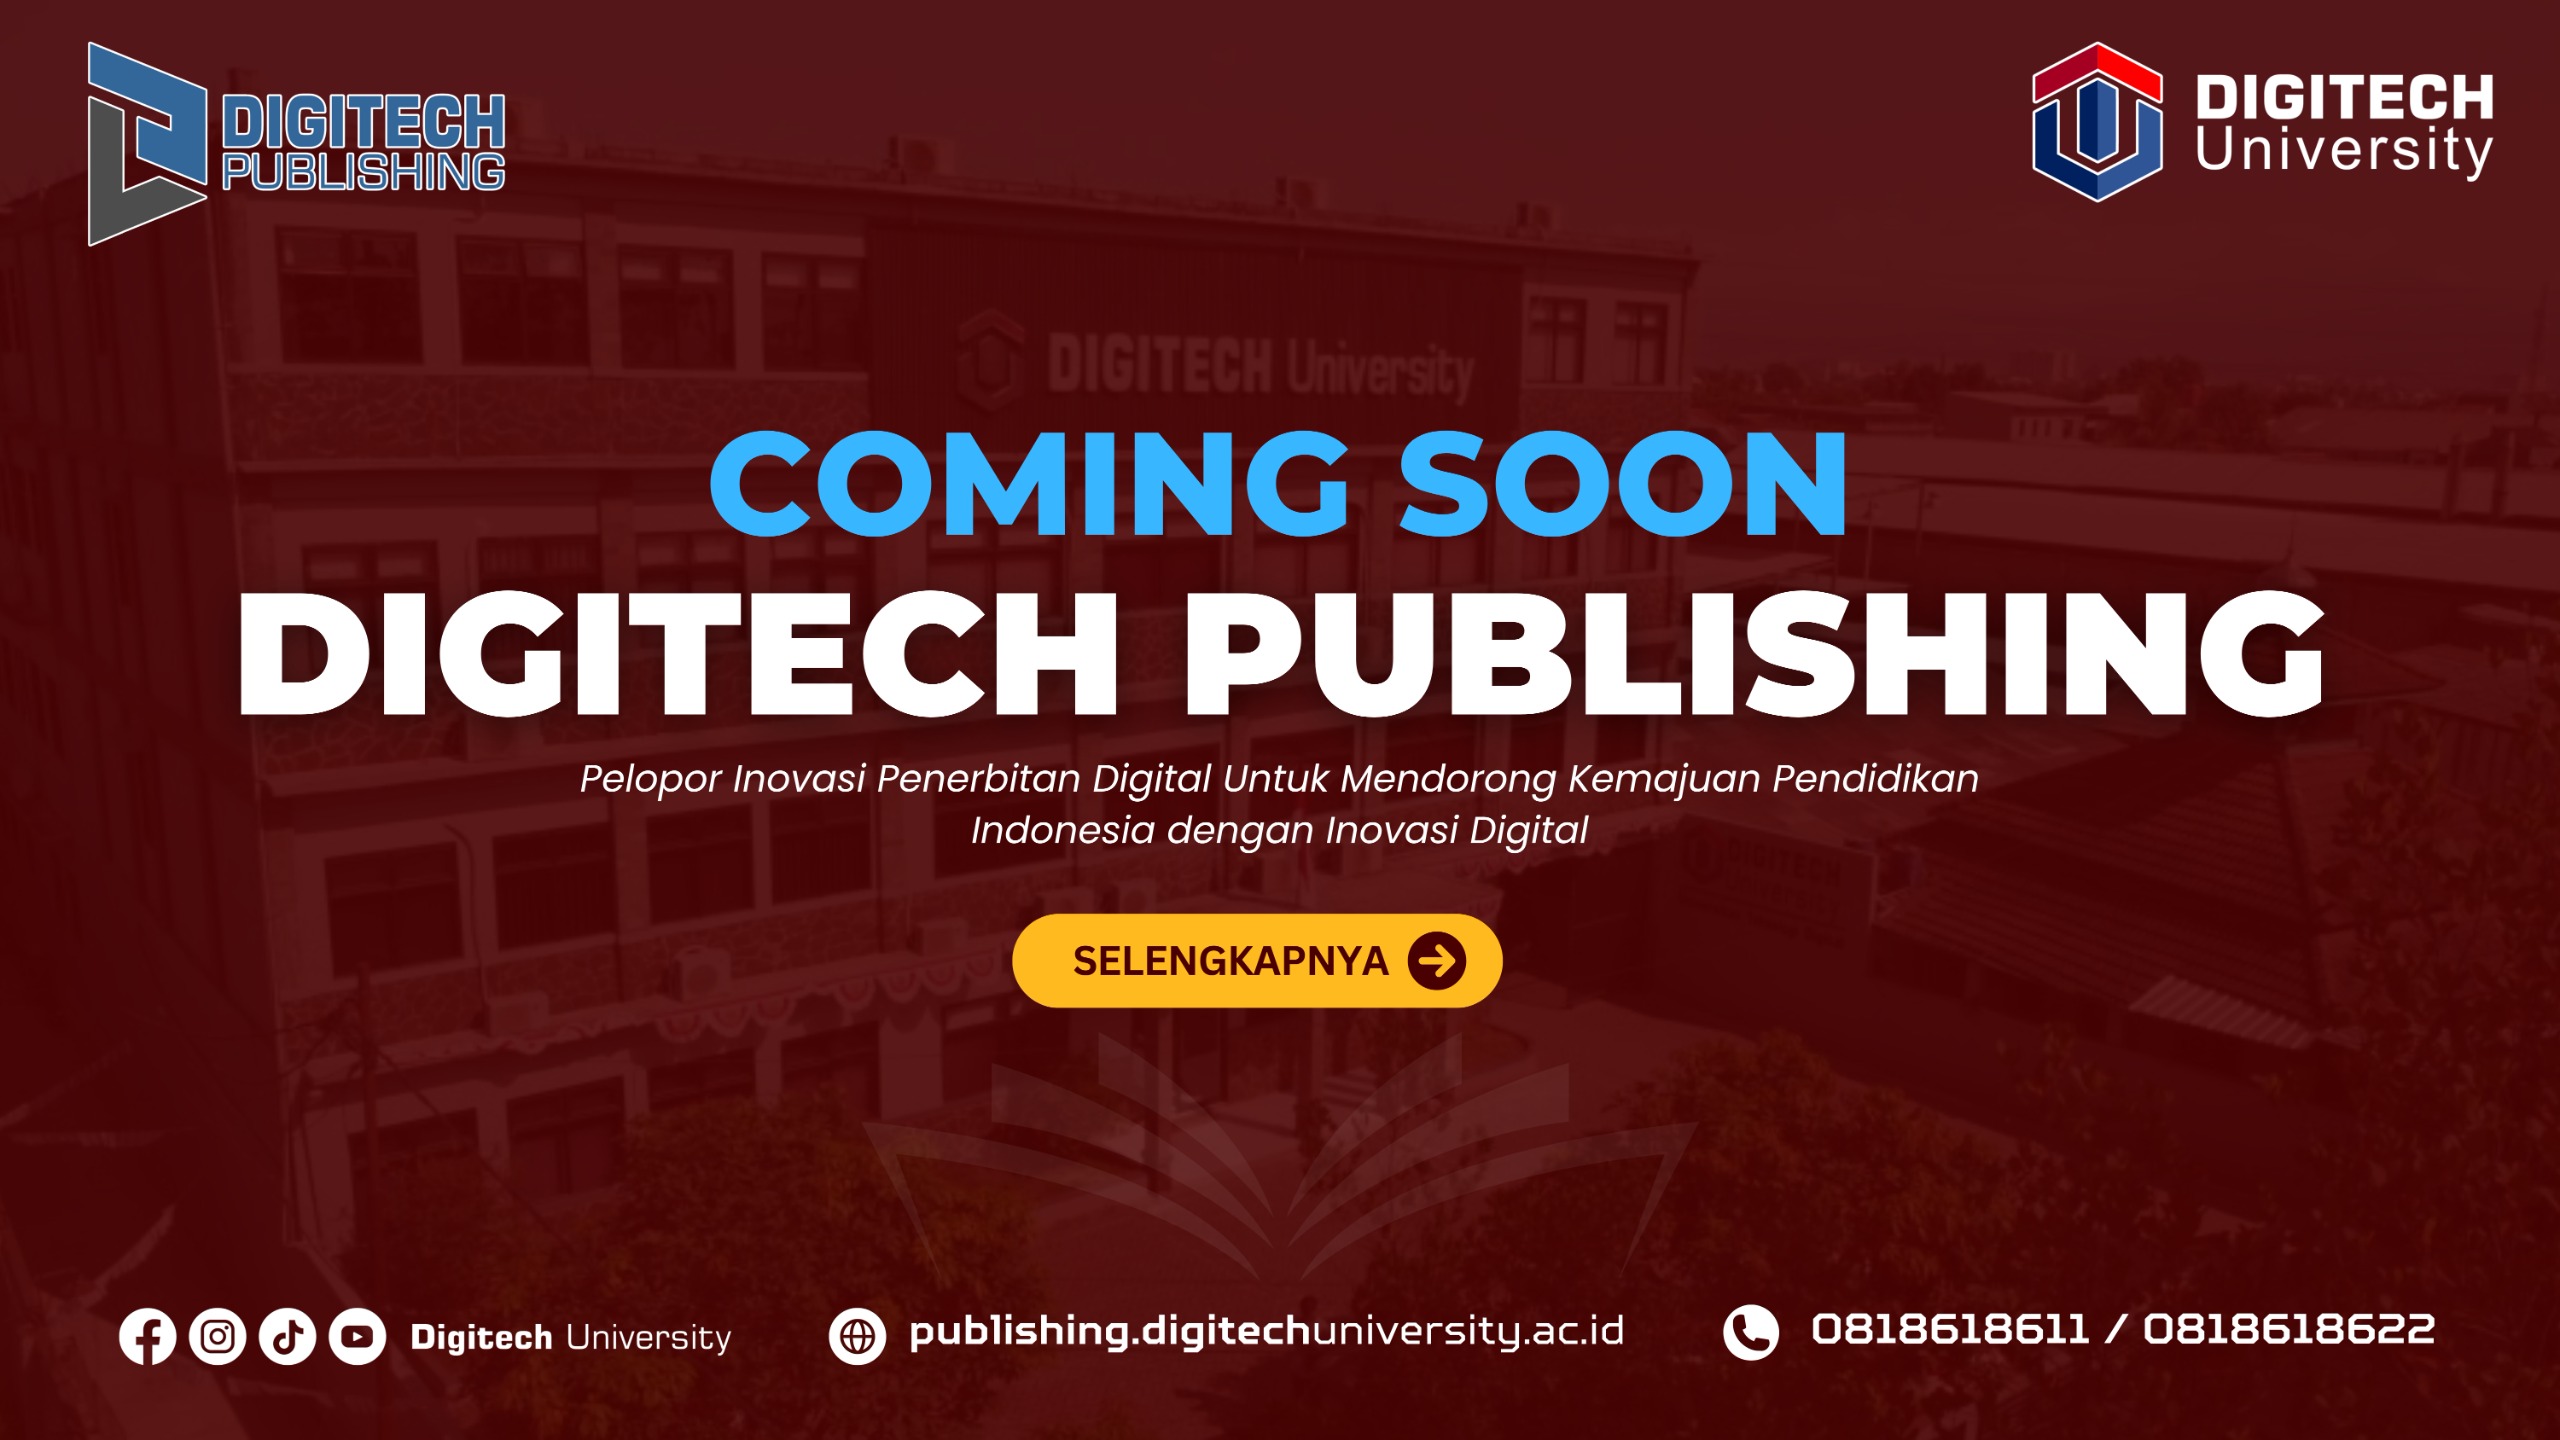 DIGITECH
PUBLISHING
DIGITECH
University
DIGITECH University
COMING SOON
DIGITECH PUBLISHING
Pelopor Inovasi Penerbitan Digital Untuk Mendorong Kemajuan Pendidikan
Indonesia dengan Inovasi Digital
DIGITECH
SELENGKAPNYA
Digitech University
publishing.digitechuniversity.ac.id
0818618611 / 0818618622